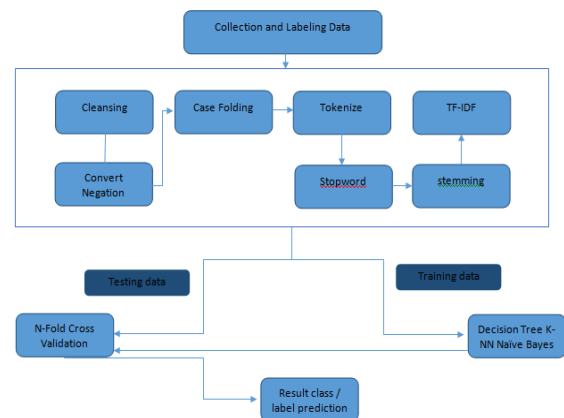 Collection and Labeling Data
Cleansing
Case Folding
Tokenize
TF-IDF
Convert
Negation
Stopword
stemming
Testing data
Training data
N-Fold Cross
Validation
Decision Tree K-
NN Naïve Bayes
Result class /
label prediction